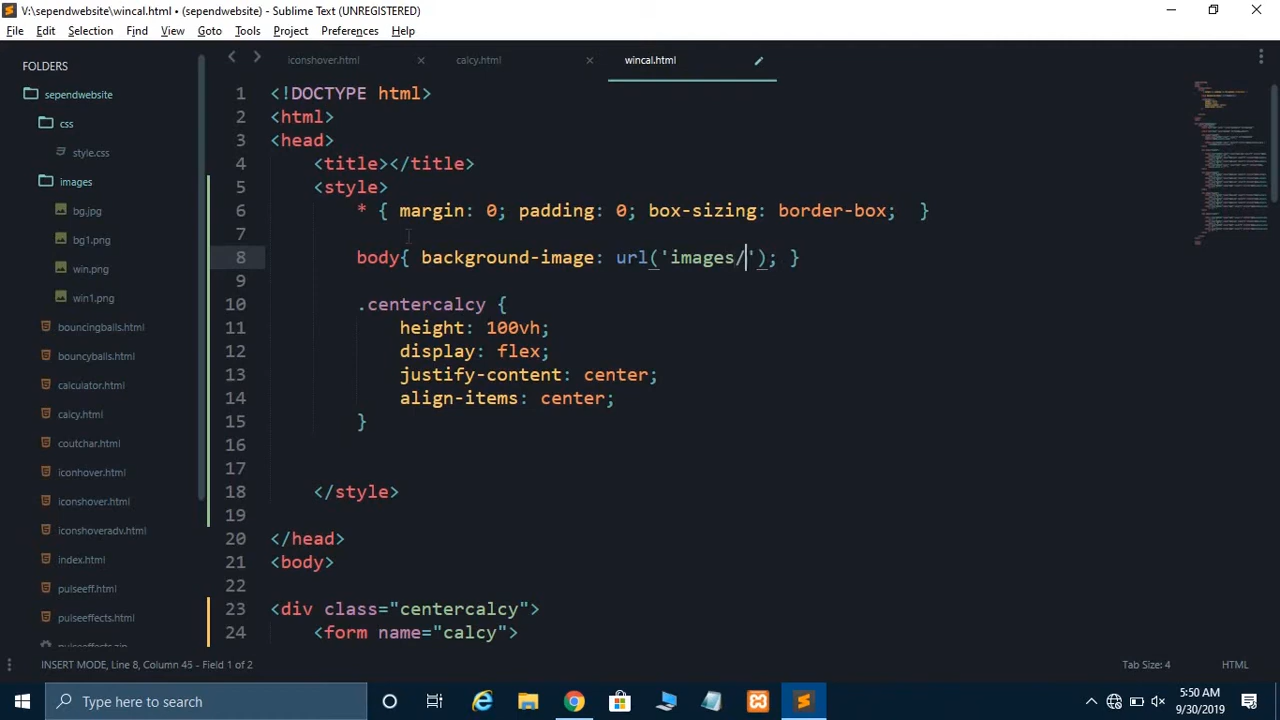 V:\sependwebsite\wincal.html • (sependwebsite) - Sublime Text (UNREGISTERED)
File Edit Selection Find View Goto Tools Project Preferences Help
FOLDERS
sependwebsite
css
style.css
images
bg.jpg
bg1.png
win.png
win1.png
bouncingballs.html
bouncyballs.html
calculator.html
calcy.html
coutchar.html
iconhover.html
iconshover.html
iconshoveradv.html
index.html
pulseeff.html
pulseeffects.html
pulseeffects.zip
iconshover.html calcy.html wincal.html
1 <!DOCTYPE html>
2 <html>
3 <head>
4 <title></title>
5 <style>
6 * { margin: 0; padding: 0; box-sizing: border-box; }
7
8 body{ background-image: url('images/'); }
9
10 .centercalcy {
11 height: 100vh;
12 display: flex;
13 justify-content: center;
14 align-items: center;
15 }
16
17
18 </style>
19
20 </head>
21 <body>
22
23 <div class="centercalcy">
24 <form name="calcy">
INSERT MODE, Line 8, Column 45 - Field 1 of 2 Tab Size: 4 HTML
Type here to search
5:50 AM
9/30/2019